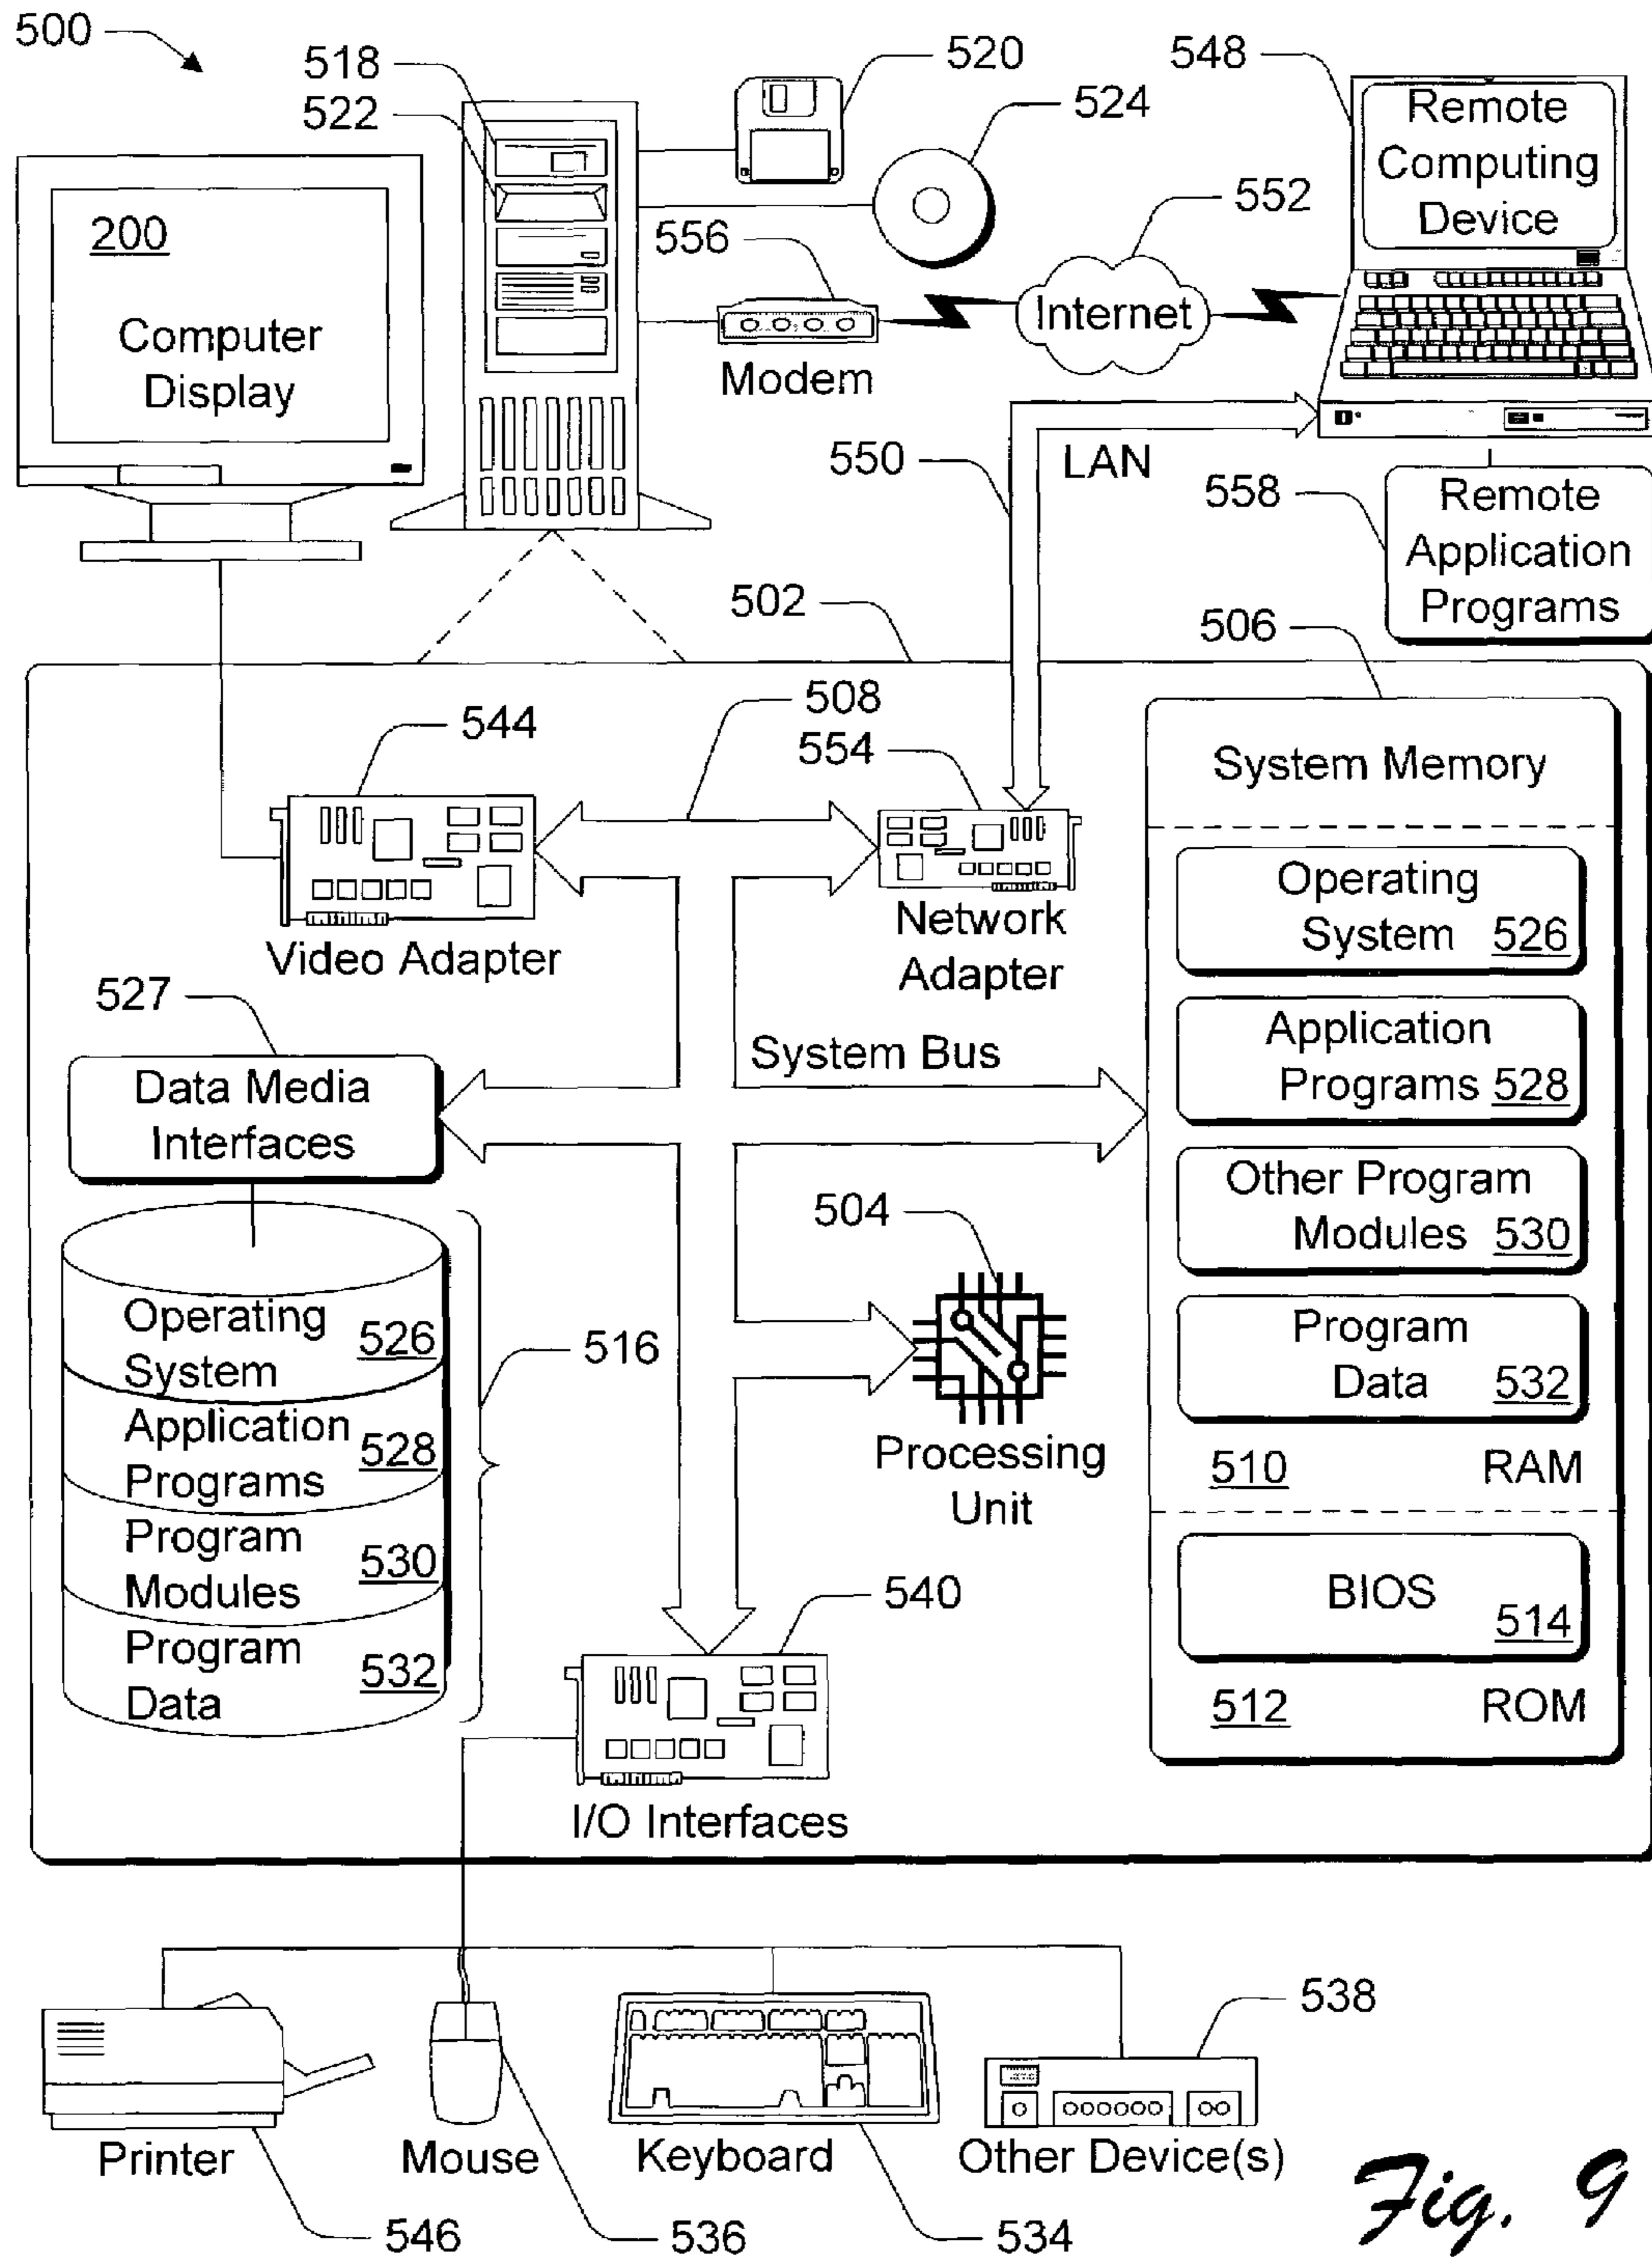 500
518
522
520
524
548
Remote
Computing
Device
200
Computer
Display
556
552
Internet
Modem
550
LAN
558
Remote
Application
Programs
502
506
544
508
554
System Memory
Video Adapter
Network
Adapter
Operating
System 526
527
Data Media
Interfaces
System Bus
Application
Programs 528
Other Program
Modules 530
504
Operating
System 526
516
Program
Data 532
Application
Programs 528
Processing
Unit
510 RAM
Program
Modules 530
540
BIOS
514
Program
Data 532
512 ROM
I/O Interfaces
538
Printer
Mouse
Keyboard
Other Device(s)
546
536
534
Fig. 9